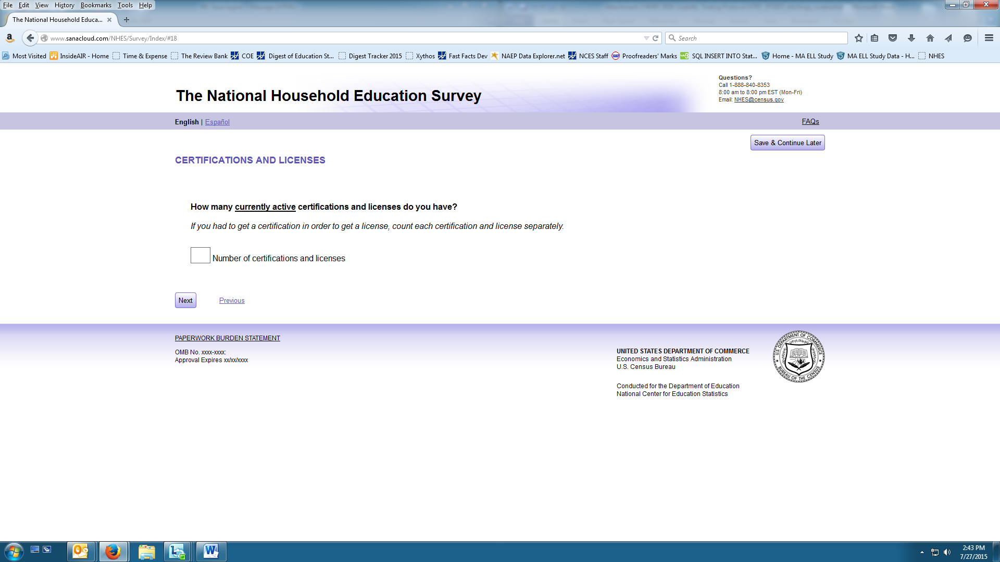 File Edit View History Bookmarks Tools Help
The National Household Educa...
www.sanacloud.com/NHES/Survey/Index/#18
Search
Most Visited InsideAIR - Home Time & Expense The Review Bank COE Digest of Education St... Digest Tracker 2015 Xythos Fast Facts Dev NAEP Data Explorer.net NCES Staff Proofreaders' Marks SQL INSERT INTO Stat... Home - MA ELL Study MA ELL Study Data - H... NHES
Questions?
Call 1-888-840-8353
8:00 am to 8:00 pm EST (Mon-Fri)
Email: NHES@census.gov
The National Household Education Survey
English | Español
FAQs
Save & Continue Later
CERTIFICATIONS AND LICENSES
How many currently active certifications and licenses do you have?
If you had to get a certification in order to get a license, count each certification and license separately.
Number of certifications and licenses
Next Previous
PAPERWORK BURDEN STATEMENT
OMB No. xxxx-xxxx:
Approval Expires xx/xx/xxxx
UNITED STATES DEPARTMENT OF COMMERCE
Economics and Statistics Administration
U.S. Census Bureau
Conducted for the Department of Education
National Center for Education Statistics
U.S. DEPARTMENT OF COMMERCE
BUREAU OF THE CENSUS
2:43 PM
7/27/2015